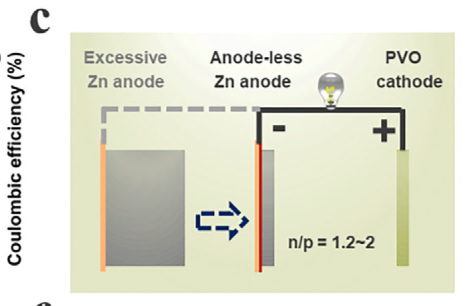 c
Coulombic efficiency (%)
Excessive
Zn anode
Anode-less
Zn anode
PVO
cathode
-
+
n/p = 1.2~2